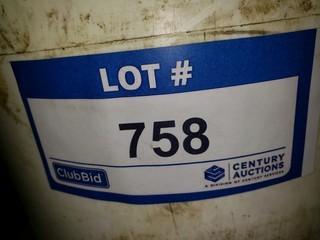 LOT #
758
ClubBid
CENTURY
AUCTIONS
A DIVISION OF CENTURY SERVICES